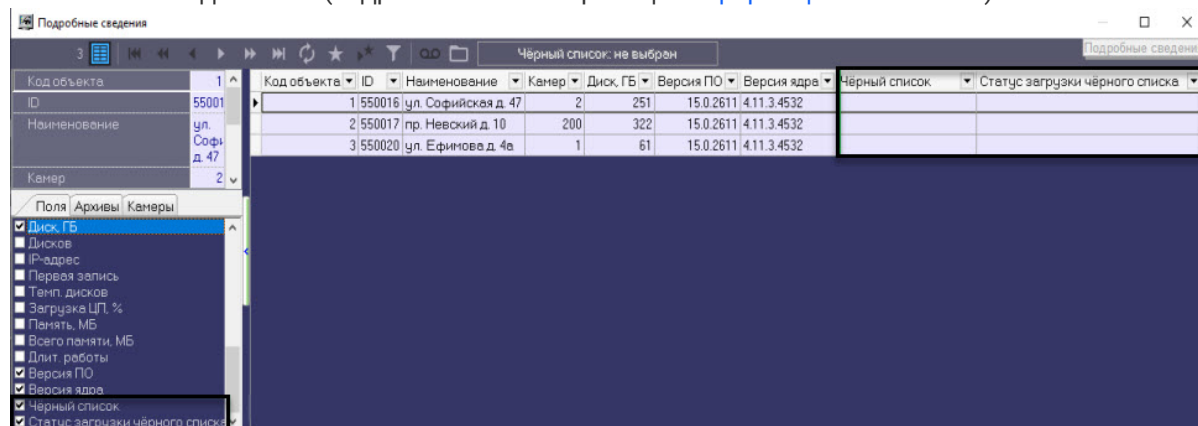 Подробные сведения
3
Чёрный список: не выбран
Подробные сведени
Код объекта 1
ID 55001
Наименование ул.
Софи
д. 47
Камер 2
Поля Архивы Камеры
Диск, ГБ
Дисков
IP-адрес
Первая запись
Темп. дисков
Загрузка ЦП, %
Память, МБ
Всего памяти, МБ
Длит. работы
Версия ПО
Версия ядра
Чёрный список
Статус загрузки чёрного списка
Код объекта ID Наименование Камер Диск, ГБ Версия ПО Версия ядра Чёрный список Статус загрузки чёрного списка
1 550016 ул. Софийская д. 47 2 251 15.0.2611 4.11.3.4532
2 550017 пр. Невский д. 10 200 322 15.0.2611 4.11.3.4532
3 550020 ул. Ефимова д. 4а 1 61 15.0.2611 4.11.3.4532